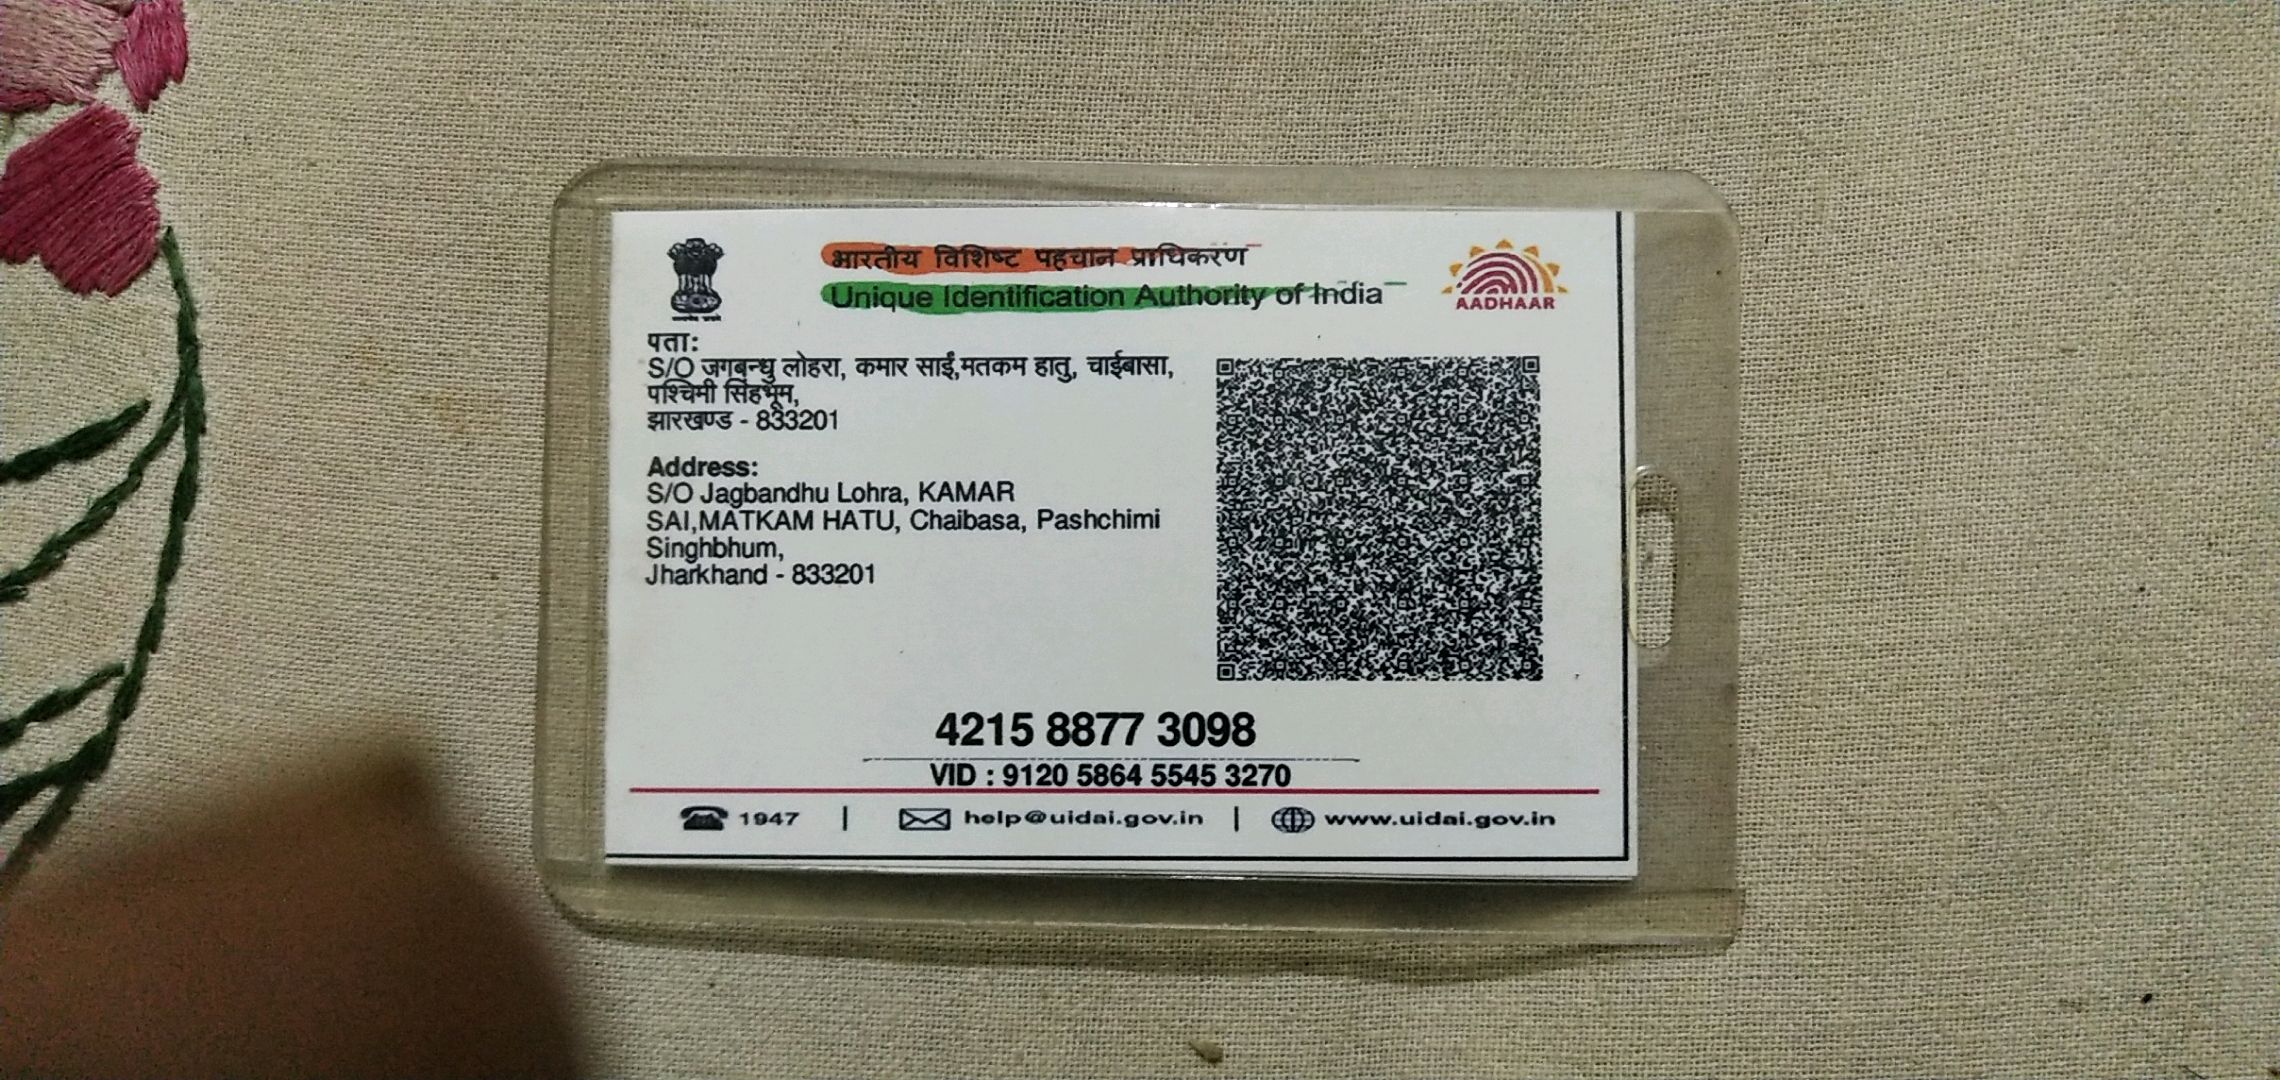 भारतीय विशिष्ट पहचान प्राधिकरण
Unique Identification Authority of India
AADHAAR
पता:
S/O जगबन्धु लोहरा, कमार साईं,मतकम हातु, चाईबासा,
पश्चिमी सिंहभूम,
झारखण्ड - 833201
Address:
S/O Jagbandhu Lohra, KAMAR
SAI,MATKAM HATU, Chaibasa, Pashchimi
Singhbhum,
Jharkhand - 833201
4215 8877 3098
VID : 9120 5864 5545 3270
1947 | help@uidai.gov.in | www.uidai.gov.in